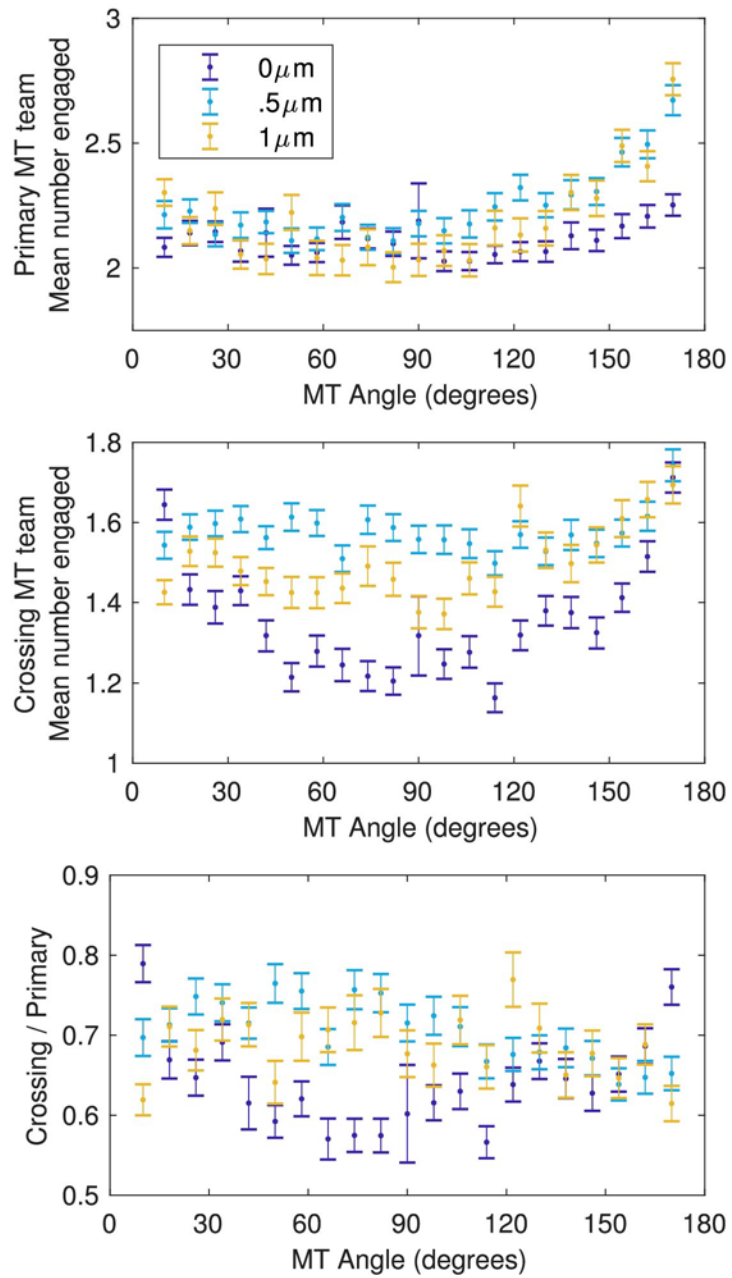 3
2.5
2
Primary MT team
Mean number engaged
0μm
.5μm
1μm
0 30 60 90 120 150 180
MT Angle (degrees)
1.8
1.6
1.4
1.2
1
Crossing MT team
Mean number engaged
0 30 60 90 120 150 180
MT Angle (degrees)
0.9
0.8
0.7
0.6
0.5
Crossing / Primary
0 30 60 90 120 150 180
MT Angle (degrees)